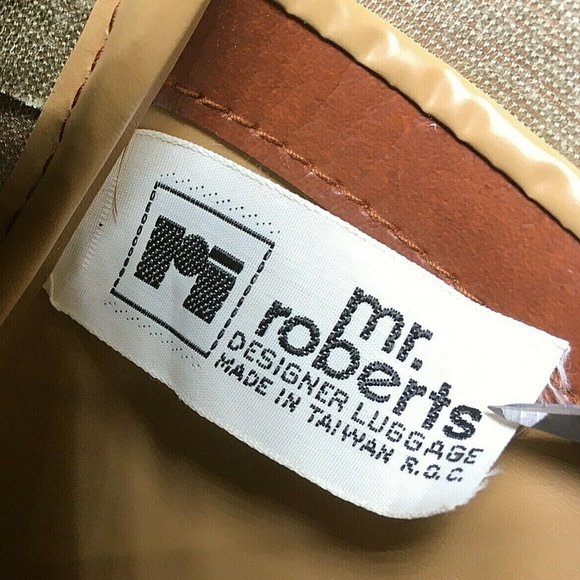 mr.
roberts
DESIGNER LUGGAGE
MADE IN TAIWAN R.O.C.